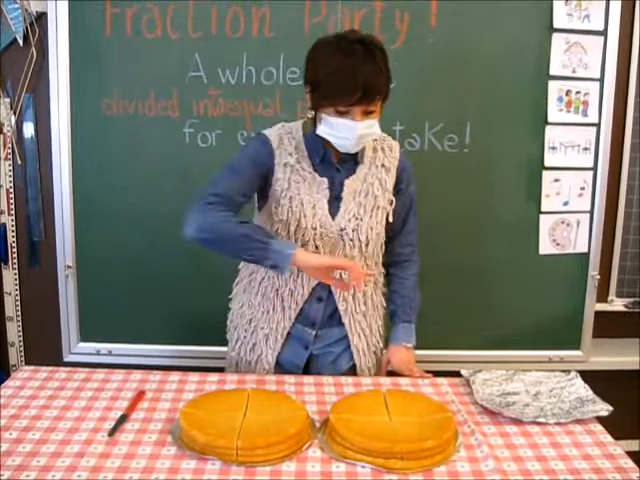 Fraction party!
A whole
divided into equal p
for e
take!